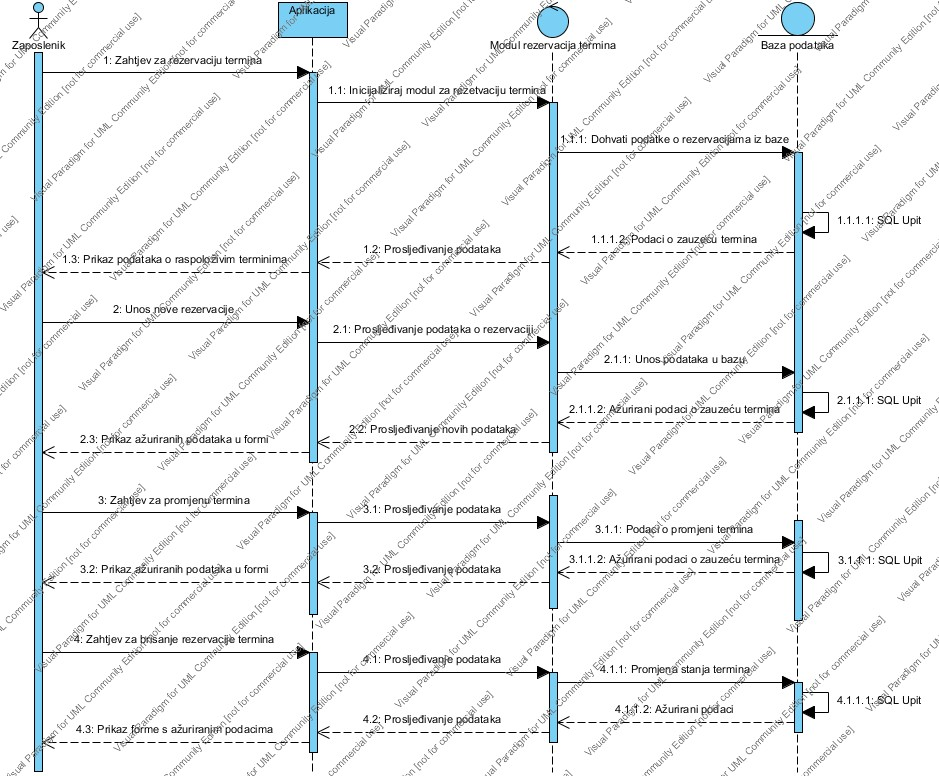 Zaposlenik
Aplikacija
Modul rezervacija termina
Baza podataka
1: Zahtjev za rezervaciju termina
1.1: Inicijaliziraj modul za rezetvaciju termina
1.1.1: Dohvati podatke o rezervacijama iz baze
1.1.1.1: SQL Upit
1.1.1.2: Podaci o zauzeću termina
1.2: Prosljeđivanje podataka
1.3: Prikaz podataka o raspoloživim terminima
2: Unos nove rezervacije
2.1: Prosljeđivanje podataka o rezervaciji
2.1.1: Unos podataka u bazu
2.1.1.1: SQL Upit
2.1.1.2: Ažurirani podaci o zauzeću termina
2.2: Prosljeđivanje novih podataka
2.3: Prikaz ažuriranih podataka u formi
3: Zahtjev za promjenu termina
3.1: Prosljeđivanje podataka
3.1.1: Podaci o promjeni termina
3.1.1.1: SQL Upit
3.1.1.2: Ažurirani podaci o zauzeću termina
3.2: Prosljeđivanje podataka
3.2: Prikaz ažuriranih podataka u formi
4: Zahtjev za brisanje rezervacije termina
4.1: Prosljeđivanje podataka
4.1.1: Promjena stanja termina
4.1.1.1: SQL Upit
4.1.1.2: Ažurirani podaci
4.2: Prosljeđivanje podataka
4.3: Prikaz forme s ažuriranim podacima
Visual Paradigm for UML Community Edition [not for commercial use]